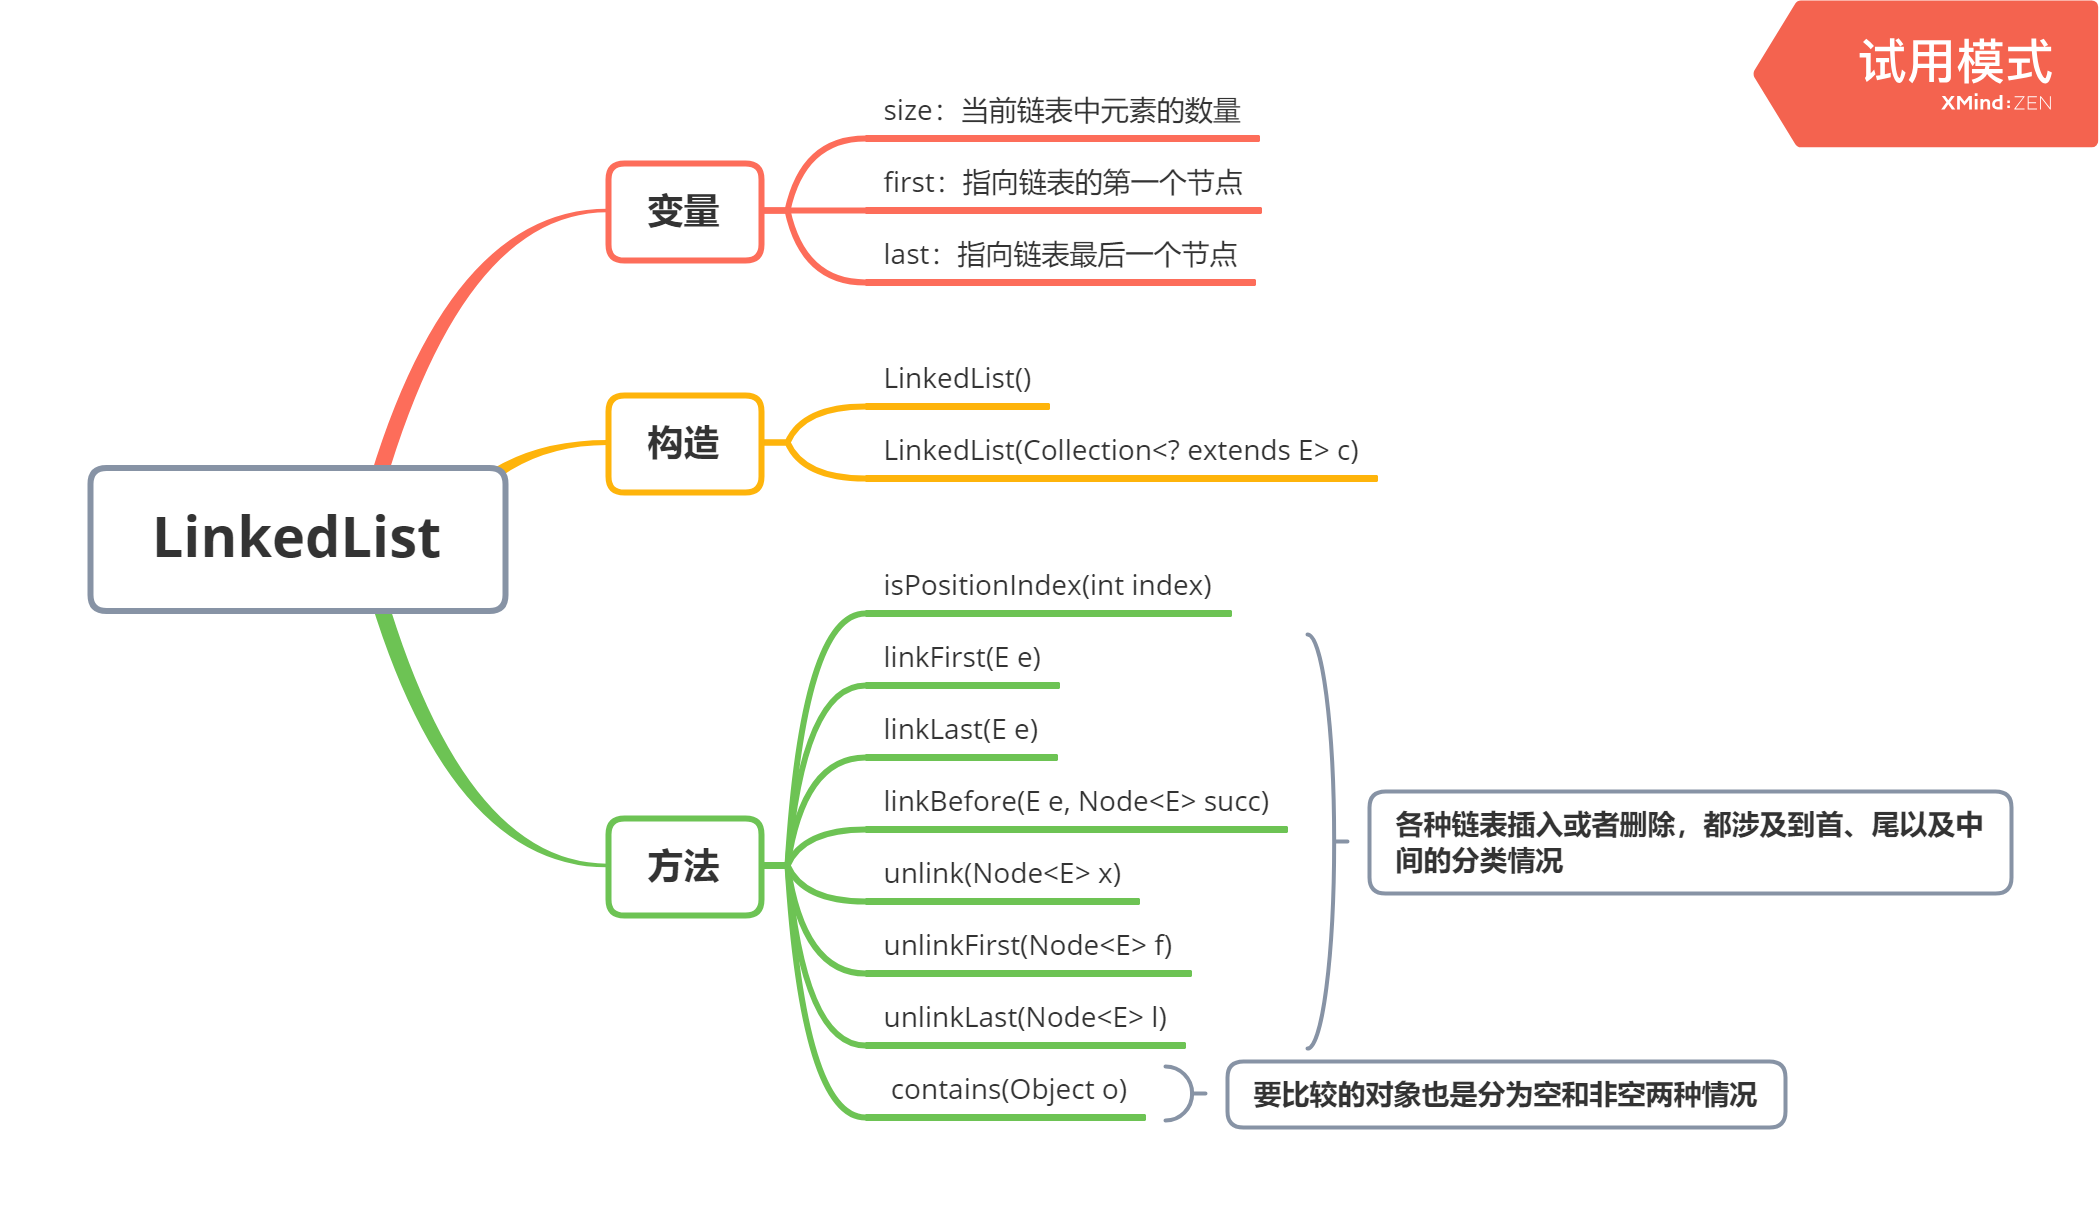 试用模式
XMind:ZEN
LinkedList
变量
size：当前链表中元素的数量
first：指向链表的第一个节点
last：指向链表最后一个节点
构造
LinkedList()
LinkedList(Collection<? extends E> c)
方法
isPositionIndex(int index)
linkFirst(E e)
linkLast(E e)
linkBefore(E e, Node<E> succ)
unlink(Node<E> x)
unlinkFirst(Node<E> f)
unlinkLast(Node<E> l)
各种链表插入或者删除，都涉及到首、尾以及中
间的分类情况
contains(Object o)
要比较的对象也是分为空和非空两种情况